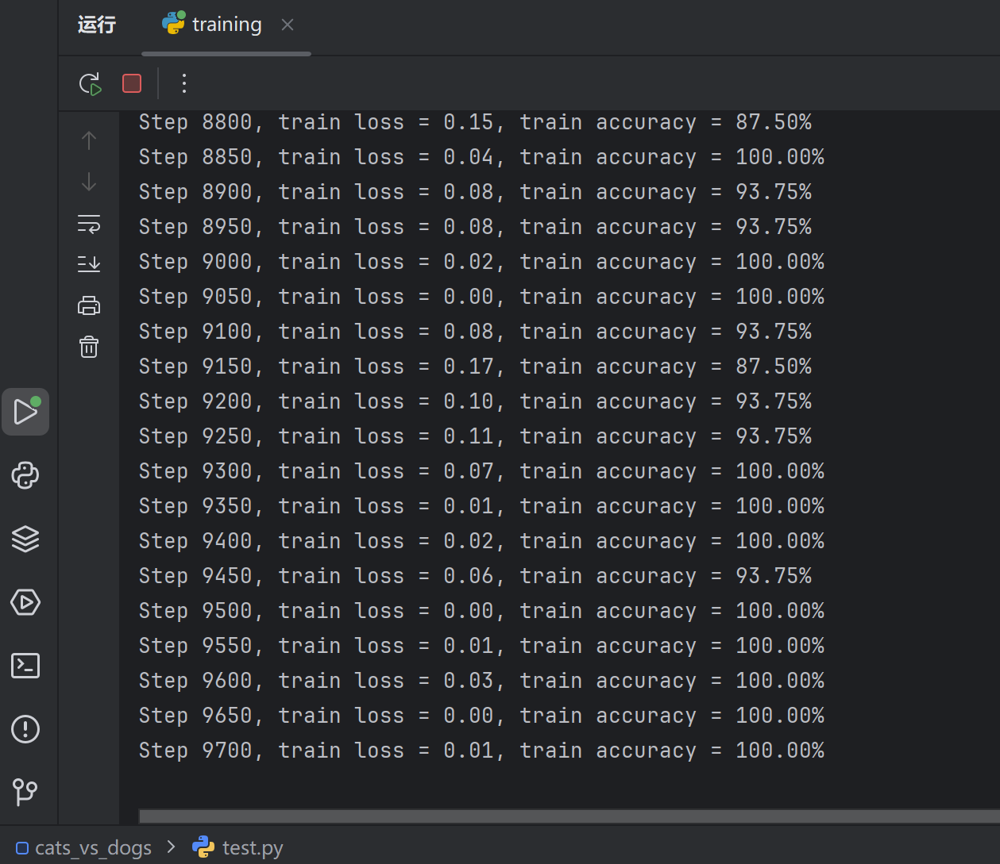 运行 training
Step 8800, train loss = 0.15, train accuracy = 87.50%
Step 8850, train loss = 0.04, train accuracy = 100.00%
Step 8900, train loss = 0.08, train accuracy = 93.75%
Step 8950, train loss = 0.08, train accuracy = 93.75%
Step 9000, train loss = 0.02, train accuracy = 100.00%
Step 9050, train loss = 0.00, train accuracy = 100.00%
Step 9100, train loss = 0.08, train accuracy = 93.75%
Step 9150, train loss = 0.17, train accuracy = 87.50%
Step 9200, train loss = 0.10, train accuracy = 93.75%
Step 9250, train loss = 0.11, train accuracy = 93.75%
Step 9300, train loss = 0.07, train accuracy = 100.00%
Step 9350, train loss = 0.01, train accuracy = 100.00%
Step 9400, train loss = 0.02, train accuracy = 100.00%
Step 9450, train loss = 0.06, train accuracy = 93.75%
Step 9500, train loss = 0.00, train accuracy = 100.00%
Step 9550, train loss = 0.01, train accuracy = 100.00%
Step 9600, train loss = 0.03, train accuracy = 100.00%
Step 9650, train loss = 0.00, train accuracy = 100.00%
Step 9700, train loss = 0.01, train accuracy = 100.00%
cats_vs_dogs > test.py